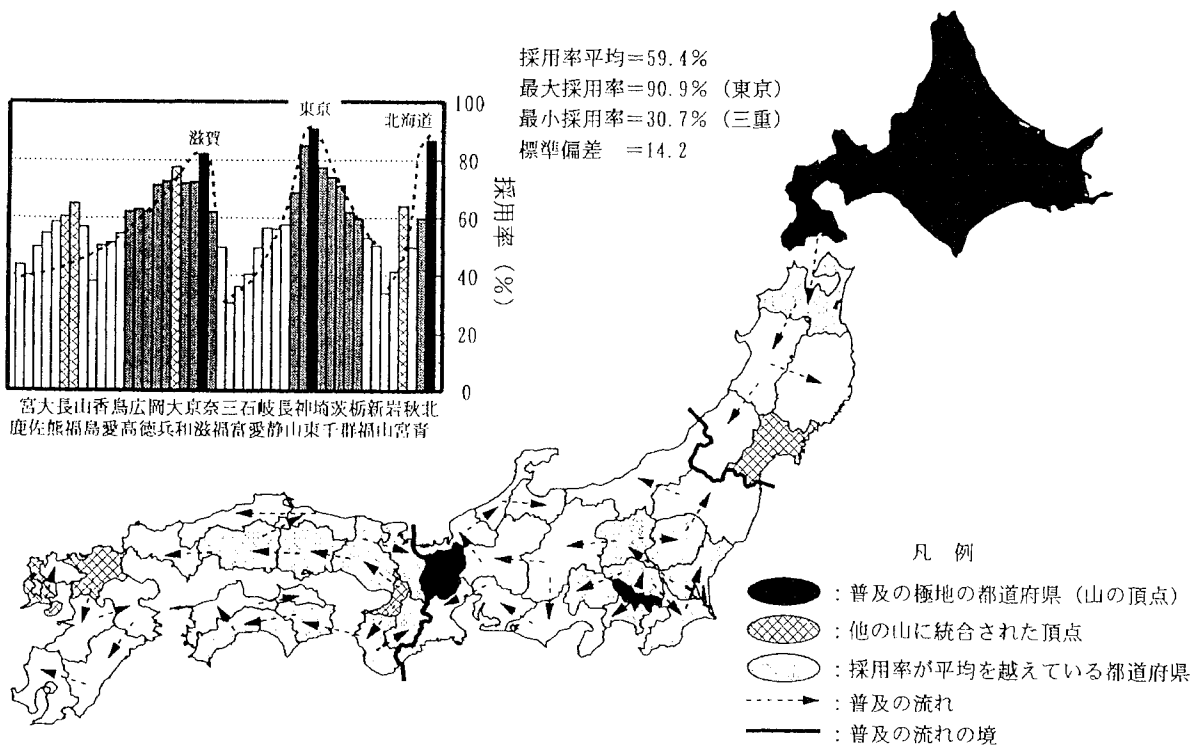 採用率平均=59.4%
最大採用率=90.9% (東京)
最小採用率=30.7% (三重)
標準偏差 =14.2
東京
北海道
滋賀
100
80
60
40
20
0
採用率 (%)
宮大長山香鳥広岡大京奈三石岐長神埼茨栃新岩秋北
鹿佐熊福島愛高徳兵和滋福富愛静山東千群福山宮青
凡 例
:普及の極地の都道府県 (山の頂点)
:他の山に統合された頂点
:採用率が平均を越えている都道府県
:普及の流れ
:普及の流れの境